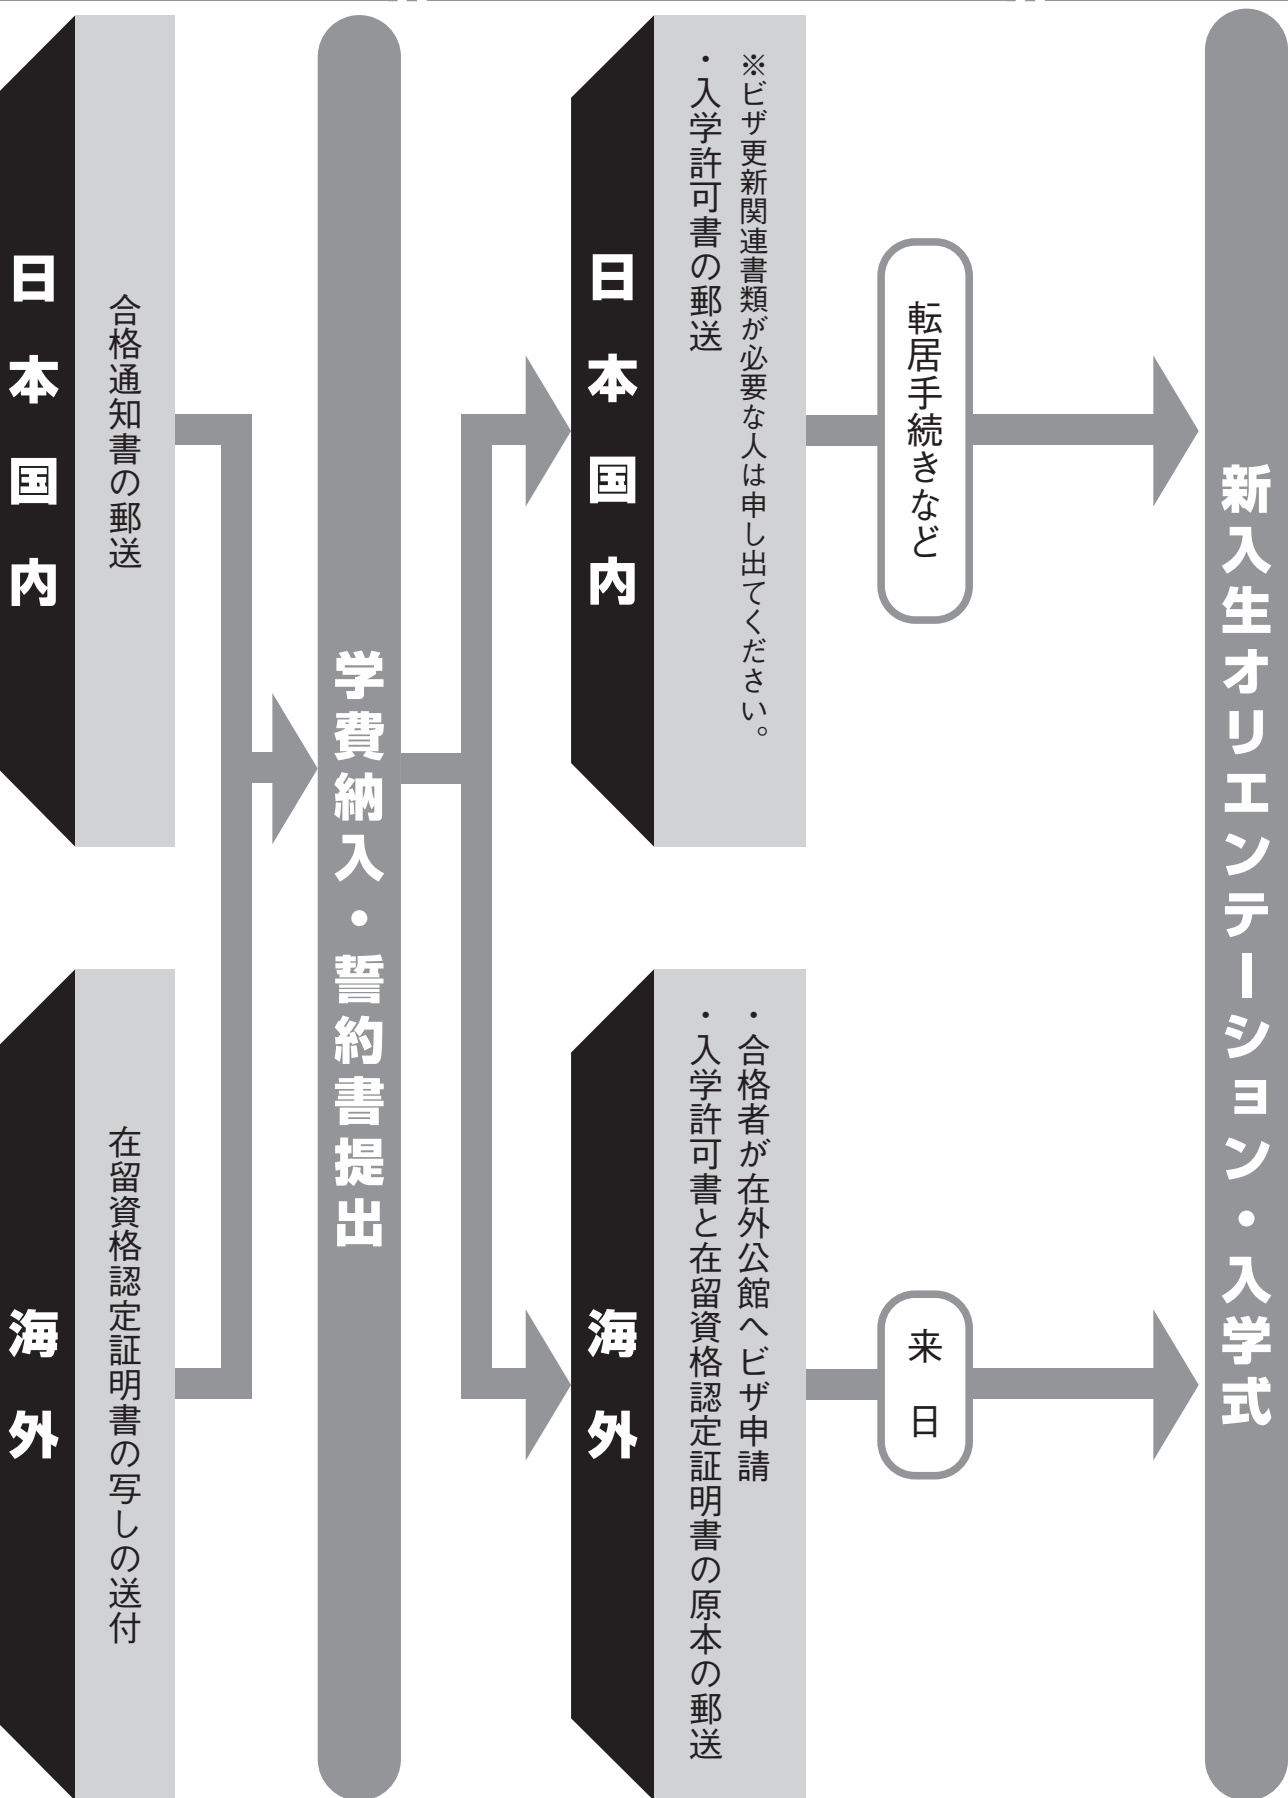 日本国内
合格通知書の郵送
海外
在留資格認定証明書の写しの送付
学費納入・誓約書提出
日本国内
・入学許可書の郵送
※ビザ更新関連書類が必要な人は申し出てください。
海外
・入学許可書と在留資格認定証明書の原本の郵送
・合格者が在外公館へビザ申請
転居手続きなど
来日
新入生オリエンテーション・入学式